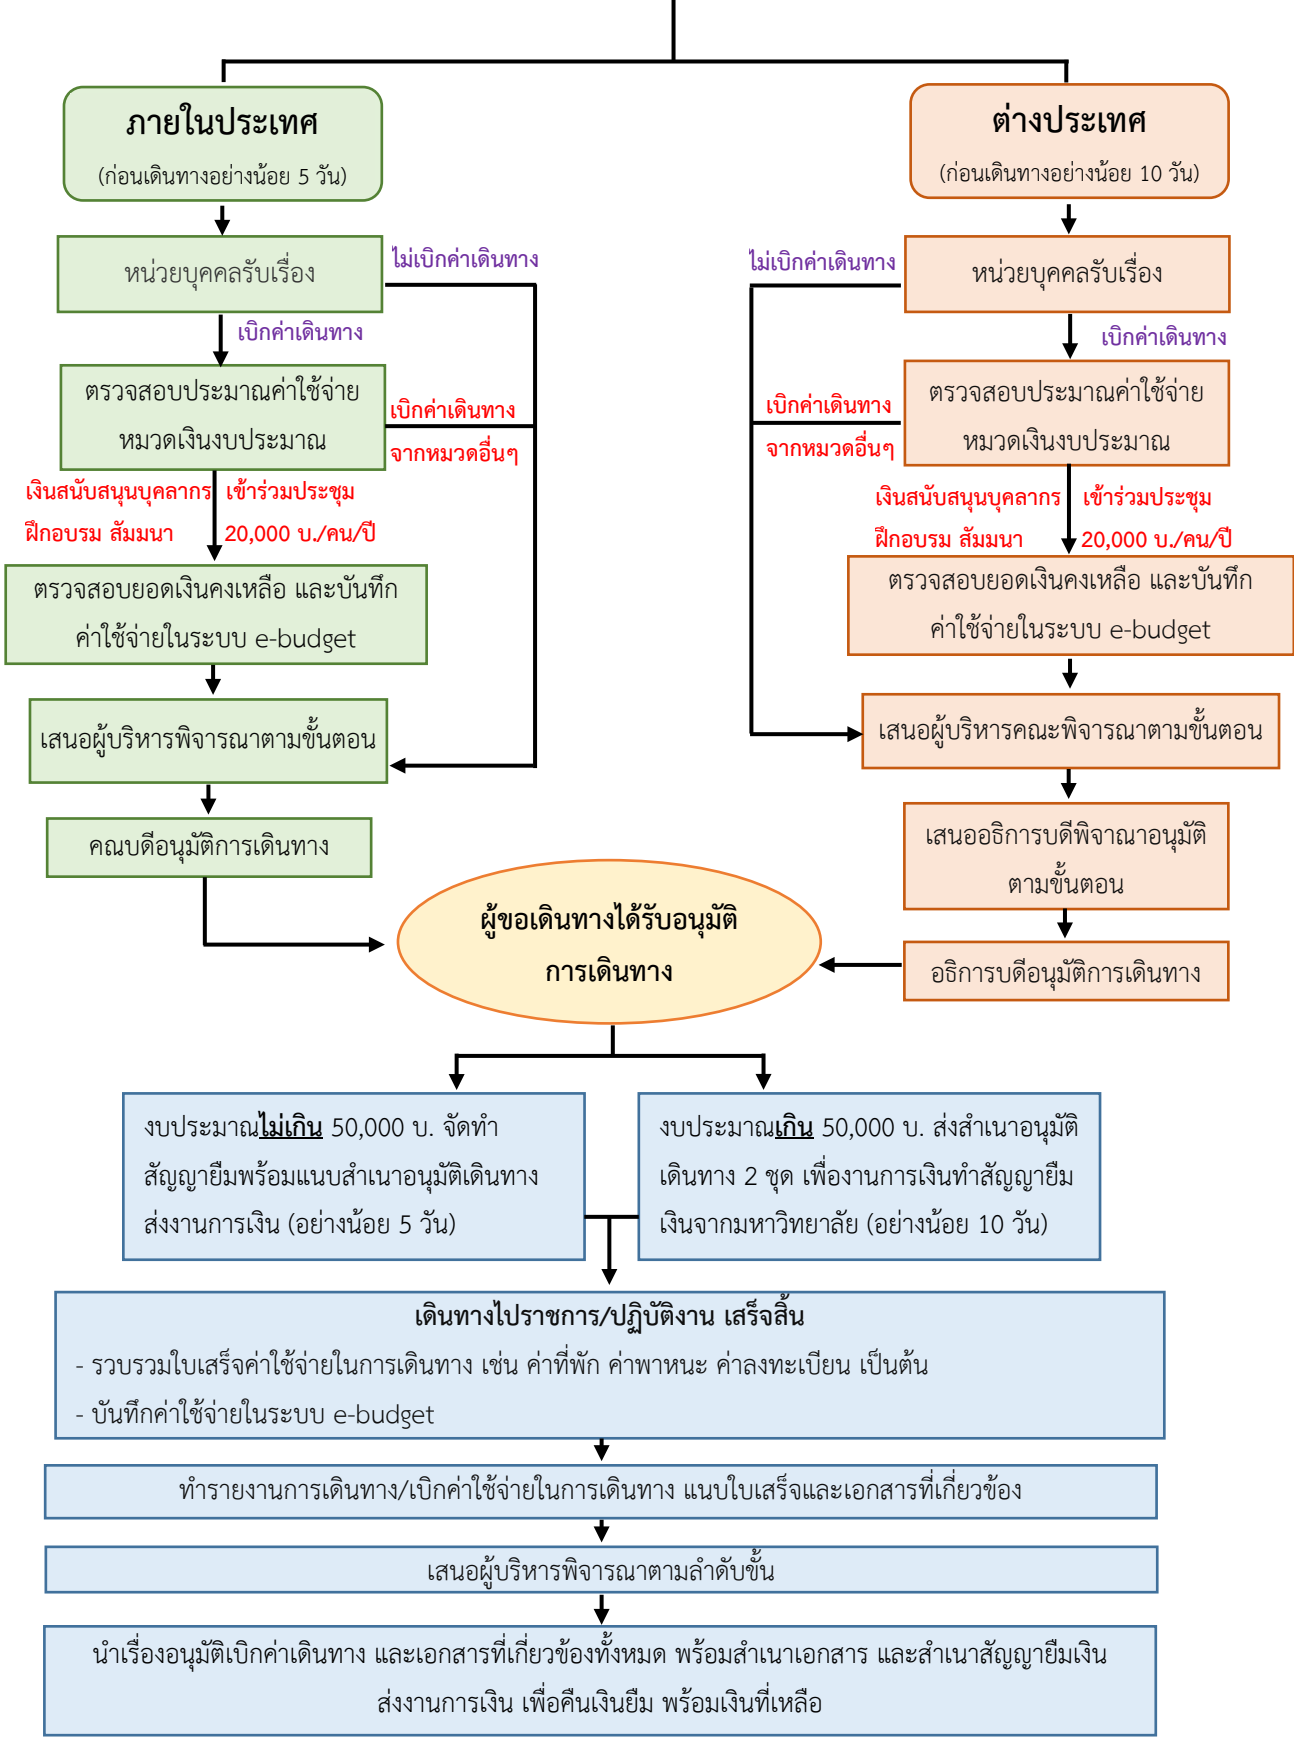 ภายในประเทศ
(ก่อนเดินทางอย่างน้อย 5 วัน)
หน่วยบุคคลรับเรื่อง
ไม่เบิกค่าเดินทาง
เบิกค่าเดินทาง
ตรวจสอบประมาณค่าใช้จ่าย
หมวดเงินงบประมาณ
เบิกค่าเดินทาง
จากหมวดอื่นๆ
เงินสนับสนุนบุคลากร เข้าร่วมประชุม
ฝึกอบรม สัมมนา 20,000 บ./คน/ปี
ตรวจสอบยอดเงินคงเหลือ และบันทึก
ค่าใช้จ่ายในระบบ e-budget
เสนอผู้บริหารพิจารณาตามขั้นตอน
คณบดีอนุมัติการเดินทาง
ต่างประเทศ
(ก่อนเดินทางอย่างน้อย 10 วัน)
ไม่เบิกค่าเดินทาง
หน่วยบุคคลรับเรื่อง
เบิกค่าเดินทาง
เบิกค่าเดินทาง
จากหมวดอื่นๆ
ตรวจสอบประมาณค่าใช้จ่าย
หมวดเงินงบประมาณ
เงินสนับสนุนบุคลากร เข้าร่วมประชุม
ฝึกอบรม สัมมนา 20,000 บ./คน/ปี
ตรวจสอบยอดเงินคงเหลือ และบันทึก
ค่าใช้จ่ายในระบบ e-budget
เสนอผู้บริหารคณะพิจารณาตามขั้นตอน
เสนออธิการบดีพิจาณาอนุมัติ
ตามขั้นตอน
อธิการบดีอนุมัติการเดินทาง
ผู้ขอเดินทางได้รับอนุมัติ
การเดินทาง
งบประมาณไม่เกิน 50,000 บ. จัดทำ
สัญญายืมพร้อมแนบสำเนาอนุมัติเดินทาง
ส่งงานการเงิน (อย่างน้อย 5 วัน)
งบประมาณเกิน 50,000 บ. ส่งสำเนาอนุมัติ
เดินทาง 2 ชุด เพื่องานการเงินทำสัญญายืม
เงินจากมหาวิทยาลัย (อย่างน้อย 10 วัน)
เดินทางไปราชการ/ปฏิบัติงาน เสร็จสิ้น
- รวบรวมใบเสร็จค่าใช้จ่ายในการเดินทาง เช่น ค่าที่พัก ค่าพาหนะ ค่าลงทะเบียน เป็นต้น
- บันทึกค่าใช้จ่ายในระบบ e-budget
ทำรายงานการเดินทาง/เบิกค่าใช้จ่ายในการเดินทาง แนบใบเสร็จและเอกสารที่เกี่ยวข้อง
เสนอผู้บริหารพิจารณาตามลำดับขั้น
นำเรื่องอนุมัติเบิกค่าเดินทาง และเอกสารที่เกี่ยวข้องทั้งหมด พร้อมสำเนาเอกสาร และสำเนาสัญญายืมเงิน
ส่งงานการเงิน เพื่อคืนเงินยืม พร้อมเงินที่เหลือ